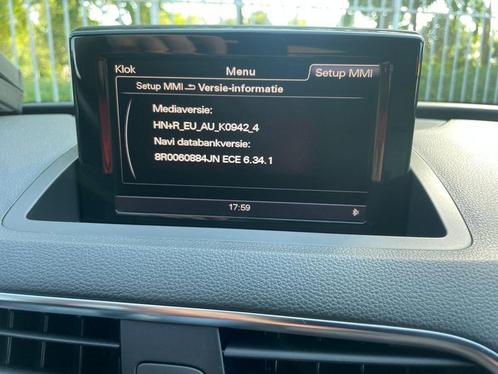 Klok Menu Setup MMI
Setup MMI Versie-informatie
Mediaversie:
HN+R_EU_AU_K0942_4
Navi databankversie:
8R0060884JN ECE 6.34.1
17:59